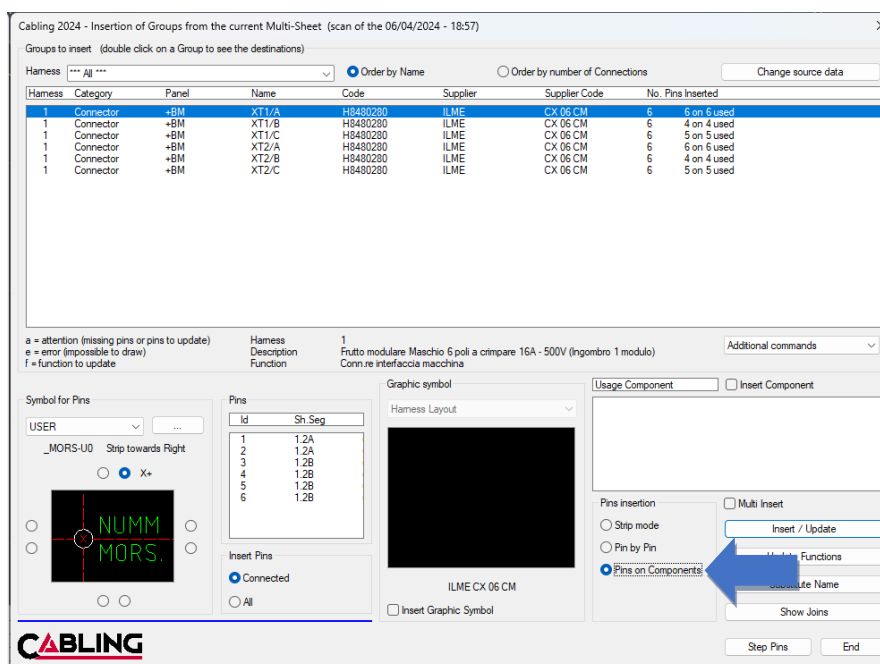 Cabling 2024 - Insertion of Groups from the current Multi-Sheet (scan of the 06/04/2024 - 18:57)
Groups to insert (double click on a Group to see the destinations)
Harness *** All *** Order by Name Order by number of Connections Change source data
Harness Category Panel Name Code Supplier Supplier Code No. Pins Inserted
1 Connector +BM XT1/A H8480280 ILME CX 06 CM 6 6 on 6 used
1 Connector +BM XT1/B H8480280 ILME CX 06 CM 6 4 on 4 used
1 Connector +BM XT1/C H8480280 ILME CX 06 CM 6 5 on 5 used
1 Connector +BM XT2/A H8480280 ILME CX 06 CM 6 6 on 6 used
1 Connector +BM XT2/B H8480280 ILME CX 06 CM 6 4 on 4 used
1 Connector +BM XT2/C H8480280 ILME CX 06 CM 6 5 on 5 used
a = attention (missing pins or pins to update) Harness 1
e = error (impossible to draw) Description Frutto modulare Maschio 6 poli a crimpare 16A - 500V (Ingombro 1 modulo)
f = function to update Function Conn.re interfaccia macchina
Additional commands
Symbol for Pins
USER ...
_MORS-U0 Strip towards Right
X+
NUMM
MORS.
Pins
Id Sh.Seg
1 1.2A
2 1.2A
3 1.2B
4 1.2B
5 1.2B
6 1.2B
Insert Pins
Connected
All
Graphic symbol
Harness Layout
ILME CX 06 CM
Insert Graphic Symbol
Usage Component Insert Component
Pins insertion
Strip mode
Pin by Pin
Pins on Components
Multi Insert
Insert / Update
Functions
Name
Show Joins
Step Pins End
CABLING